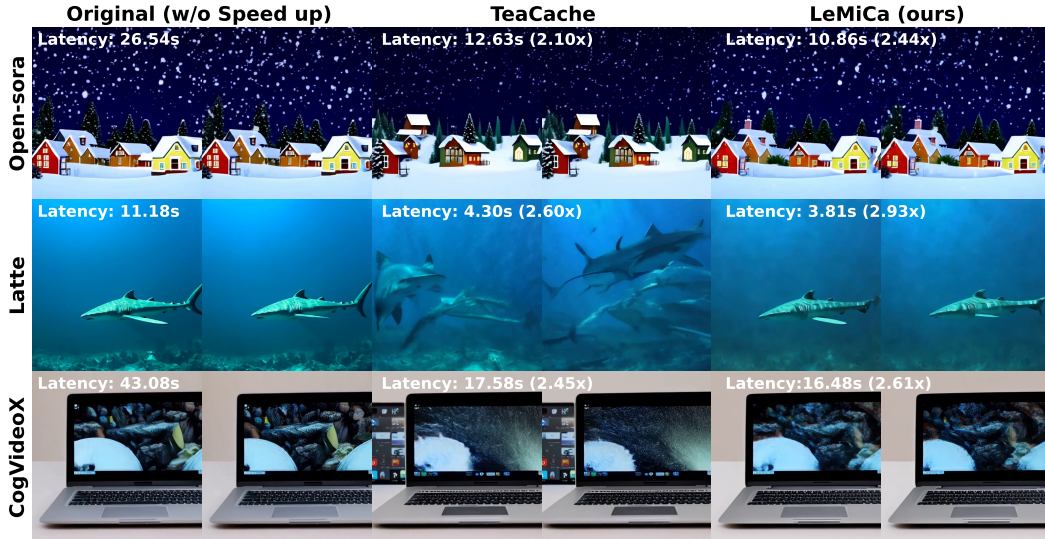 Original (w/o Speed up) TeaCache LeMiCa (ours)
Open-sora
Latency: 26.54s Latency: 12.63s (2.10x) Latency: 10.86s (2.44x)
Latte
Latency: 11.18s Latency: 4.30s (2.60x) Latency: 3.81s (2.93x)
CogVideoX
Latency: 43.08s Latency: 17.58s (2.45x) Latency:16.48s (2.61x)